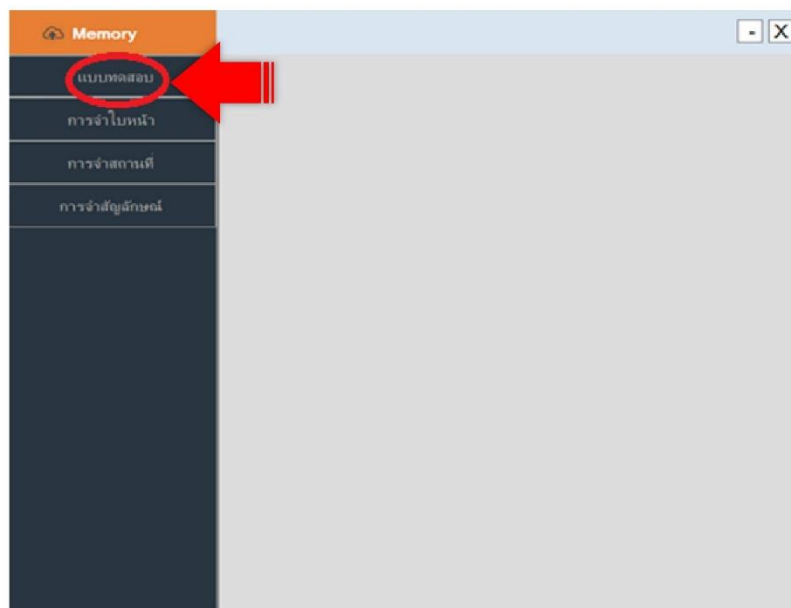 Memory
- X
แบบทดสอบ
การจำใบหน้า
การจำสถานที่
การจำสัญลักษณ์